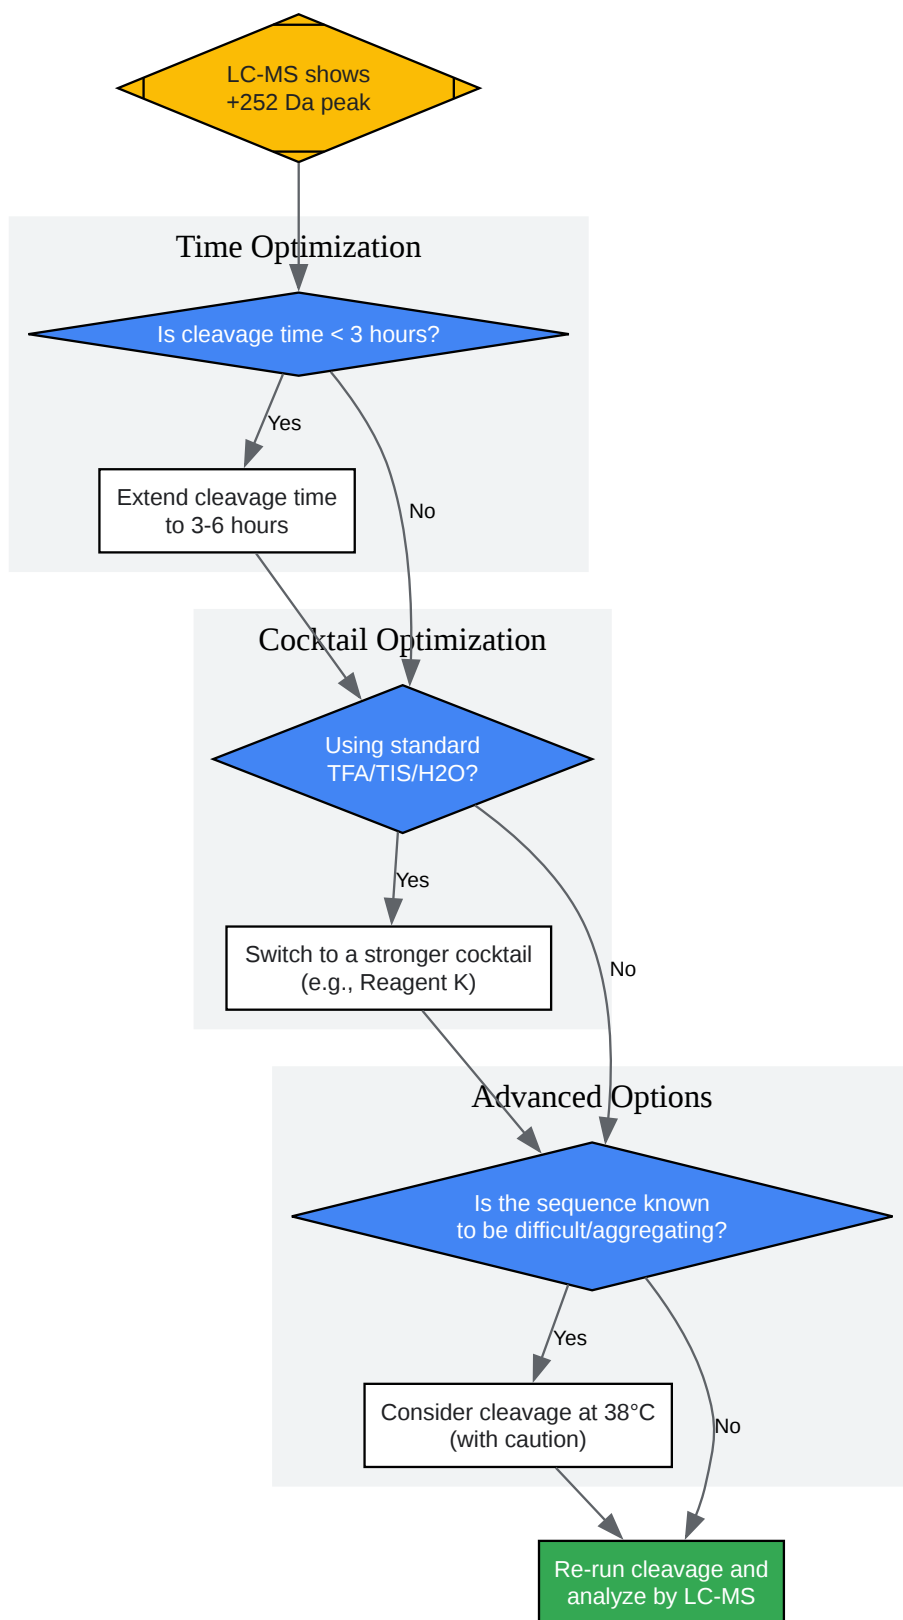 LC-MS shows
+252 Da peak
Time Optimization
Is cleavage time < 3 hours?
Yes
Extend cleavage time
to 3-6 hours
No
Cocktail Optimization
Using standard
TFA/TIS/H2O?
Yes
Switch to a stronger cocktail
(e.g., Reagent K)
No
Advanced Options
Is the sequence known
to be difficult/aggregating?
Yes
Consider cleavage at 38°C
(with caution)
No
Re-run cleavage and
analyze by LC-MS